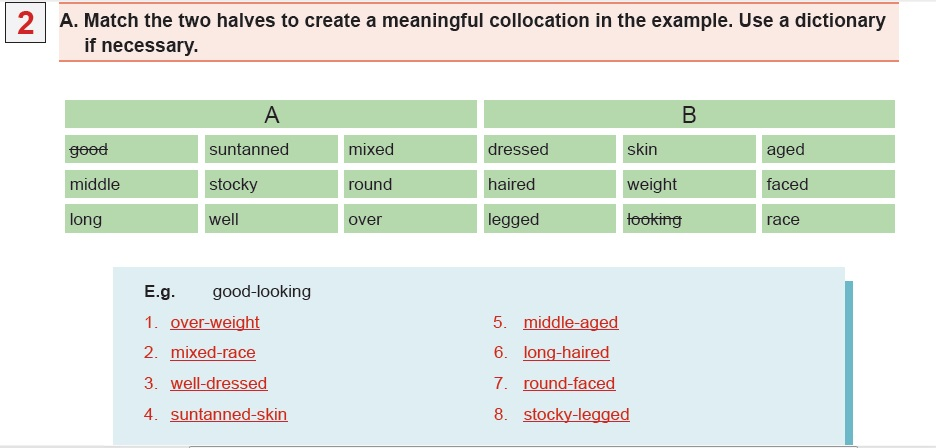 2
A. Match the two halves to create a meaningful collocation in the example. Use a dictionary
if necessary.
A B
good suntanned mixed dressed skin aged
middle stocky round haired weight faced
long well over legged looking race
E.g. good-looking
1. over-weight 5. middle-aged
2. mixed-race 6. long-haired
3. well-dressed 7. round-faced
4. suntanned-skin 8. stocky-legged